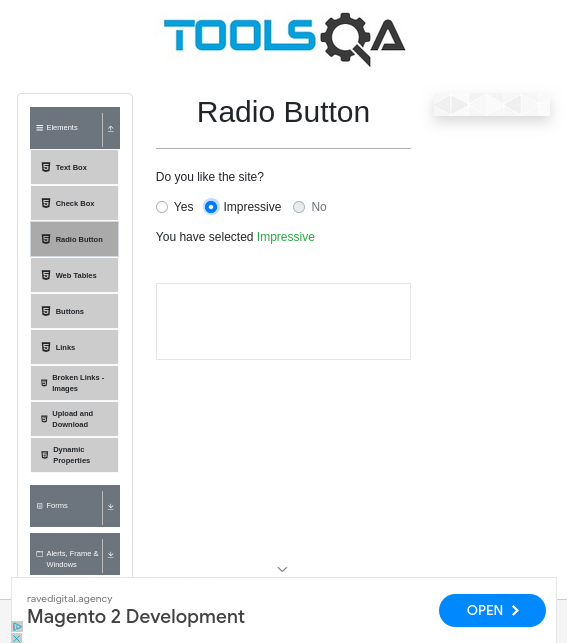 TOOLSQA
Elements
Text Box
Check Box
Radio Button
Web Tables
Buttons
Links
Broken Links -
Images
Upload and
Download
Dynamic
Properties
Forms
Alerts, Frame &
Windows
Radio Button
Do you like the site?
Yes Impressive No
You have selected Impressive
ravedigital.agency
Magento 2 Development
OPEN